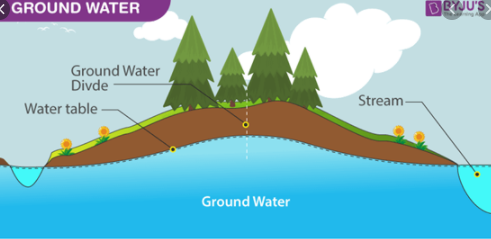 GROUND WATER
BYJU'S
Ground Water
Divde
Water table
Stream
Ground Water